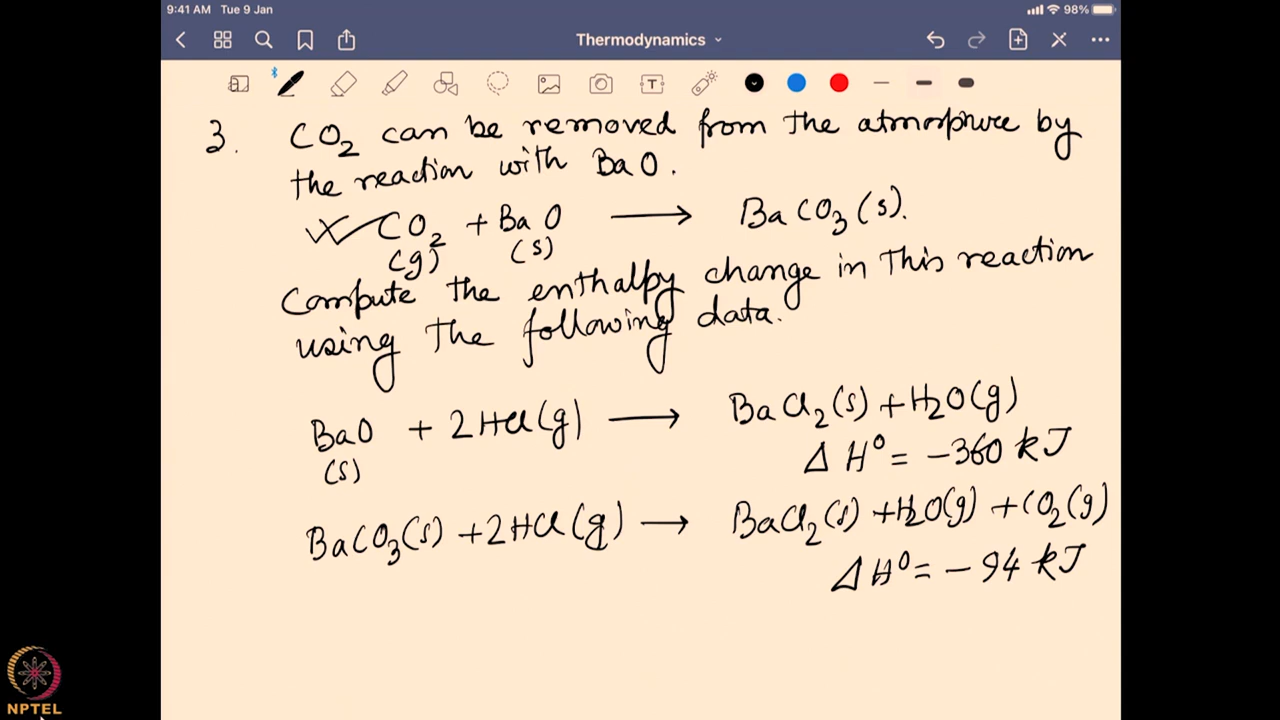 9:41 AM Tue 9 Jan
98%
Thermodynamics
3. CO₂ can be removed from the atmosphere by
the reaction with BaO.
CO₂ + BaO ⟶ BaCO₃(s).
(g) (s)
Compute the enthalpy change in this reaction
using the following data.
BaO + 2HCl(g) ⟶ BaCl₂(s) + H₂O(g)
(s)
ΔH⁰ = −360 kJ
BaCO₃(s) + 2HCl(g) ⟶ BaCl₂(s) + H₂O(g) + CO₂(g)
ΔH⁰ = −94 kJ
NPTEL